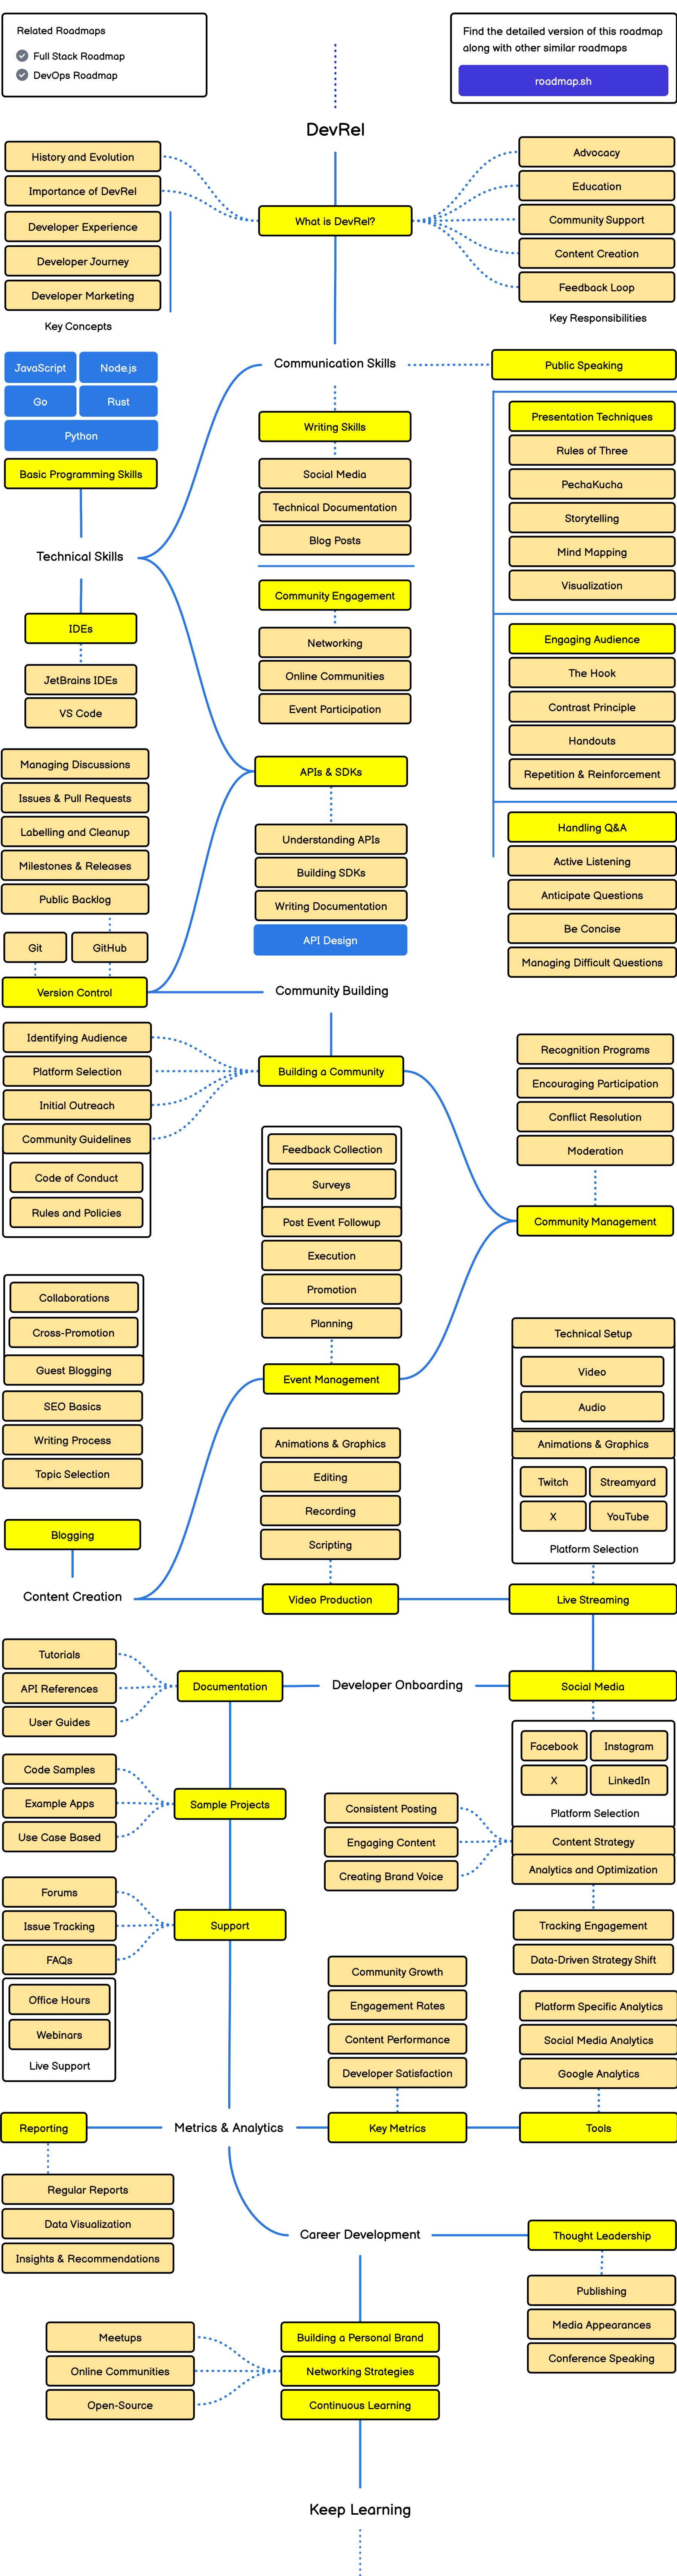 Related Roadmaps
Full Stack Roadmap
DevOps Roadmap
Find the detailed version of this roadmap
along with other similar roadmaps
roadmap.sh
DevRel
History and Evolution
Importance of DevRel
Developer Experience
Developer Journey
Developer Marketing
Key Concepts
What is DevRel?
Advocacy
Education
Community Support
Content Creation
Feedback Loop
Key Responsibilities
JavaScript
Node.js
Go
Rust
Python
Basic Programming Skills
Technical Skills
IDEs
JetBrains IDEs
VS Code
Communication Skills
Writing Skills
Social Media
Technical Documentation
Blog Posts
Community Engagement
Networking
Online Communities
Event Participation
Public Speaking
Presentation Techniques
Rules of Three
PechaKucha
Storytelling
Mind Mapping
Visualization
Engaging Audience
The Hook
Contrast Principle
Handouts
Repetition & Reinforcement
Handling Q&A
Active Listening
Anticipate Questions
Be Concise
Managing Difficult Questions
Managing Discussions
Issues & Pull Requests
Labelling and Cleanup
Milestones & Releases
Public Backlog
Git
GitHub
Version Control
APIs & SDKs
Understanding APIs
Building SDKs
Writing Documentation
API Design
Community Building
Identifying Audience
Platform Selection
Initial Outreach
Community Guidelines
Code of Conduct
Rules and Policies
Building a Community
Recognition Programs
Encouraging Participation
Conflict Resolution
Moderation
Community Management
Feedback Collection
Surveys
Post Event Followup
Execution
Promotion
Planning
Event Management
Collaborations
Cross-Promotion
Guest Blogging
SEO Basics
Writing Process
Topic Selection
Blogging
Content Creation
Animations & Graphics
Editing
Recording
Scripting
Video Production
Technical Setup
Video
Audio
Animations & Graphics
Twitch
Streamyard
X
YouTube
Platform Selection
Live Streaming
Tutorials
API References
User Guides
Documentation
Developer Onboarding
Social Media
Facebook
Instagram
X
LinkedIn
Platform Selection
Content Strategy
Analytics and Optimization
Consistent Posting
Engaging Content
Creating Brand Voice
Tracking Engagement
Data-Driven Strategy Shift
Code Samples
Example Apps
Use Case Based
Sample Projects
Forums
Issue Tracking
FAQs
Office Hours
Webinars
Live Support
Support
Community Growth
Engagement Rates
Content Performance
Developer Satisfaction
Platform Specific Analytics
Social Media Analytics
Google Analytics
Reporting
Metrics & Analytics
Key Metrics
Tools
Regular Reports
Data Visualization
Insights & Recommendations
Career Development
Thought Leadership
Publishing
Media Appearances
Conference Speaking
Meetups
Online Communities
Open-Source
Building a Personal Brand
Networking Strategies
Continuous Learning
Keep Learning